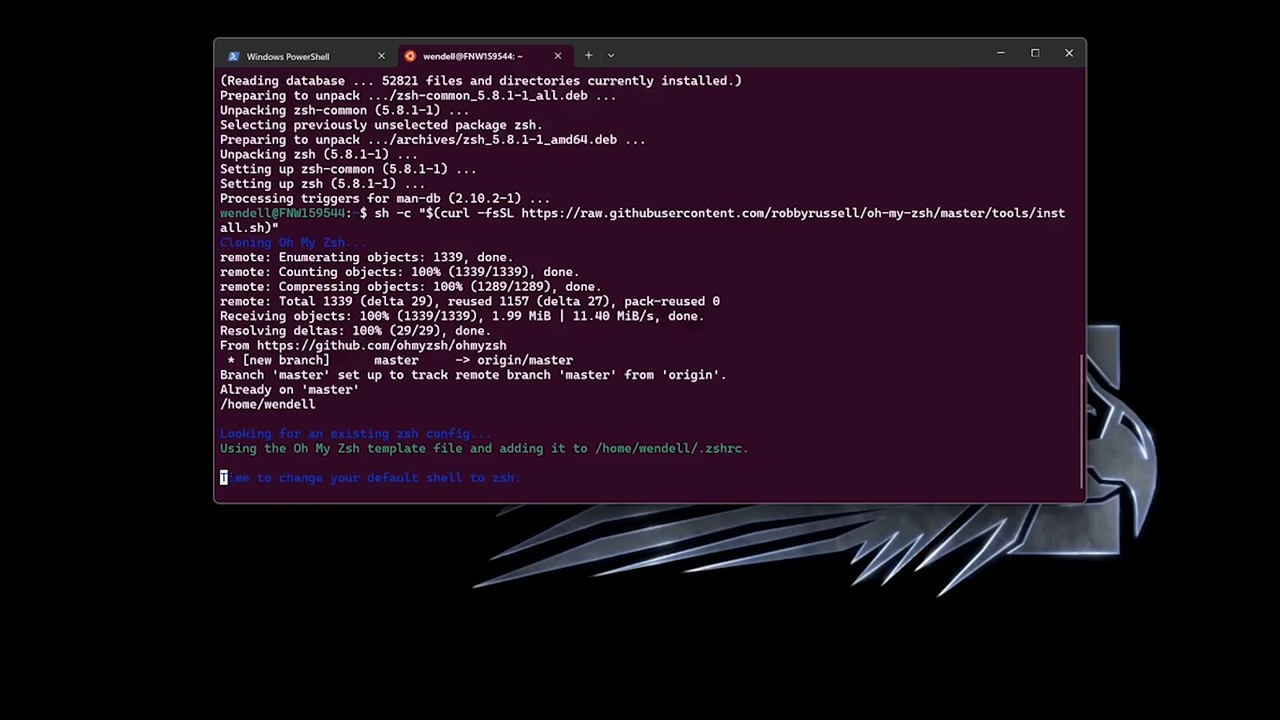 Windows PowerShell
wendell@FNW159544: ~
(Reading database ... 52821 files and directories currently installed.)
Preparing to unpack .../zsh-common_5.8.1-1_all.deb ...
Unpacking zsh-common (5.8.1-1) ...
Selecting previously unselected package zsh.
Preparing to unpack .../archives/zsh_5.8.1-1_amd64.deb ...
Unpacking zsh (5.8.1-1) ...
Setting up zsh-common (5.8.1-1) ...
Setting up zsh (5.8.1-1) ...
Processing triggers for man-db (2.10.2-1) ...
wendell@FNW159544:~$ sh -c "$(curl -fsSL https://raw.githubusercontent.com/robbyrussell/oh-my-zsh/master/tools/inst
all.sh)"
Cloning Oh My Zsh...
remote: Enumerating objects: 1339, done.
remote: Counting objects: 100% (1339/1339), done.
remote: Compressing objects: 100% (1289/1289), done.
remote: Total 1339 (delta 29), reused 1157 (delta 27), pack-reused 0
Receiving objects: 100% (1339/1339), 1.99 MiB | 11.40 MiB/s, done.
Resolving deltas: 100% (29/29), done.
From https://github.com/ohmyzsh/ohmyzsh
 * [new branch]      master     -> origin/master
Branch 'master' set up to track remote branch 'master' from 'origin'.
Already on 'master'
/home/wendell
Looking for an existing zsh config...
Using the Oh My Zsh template file and adding it to /home/wendell/.zshrc.
Time to change your default shell to zsh: